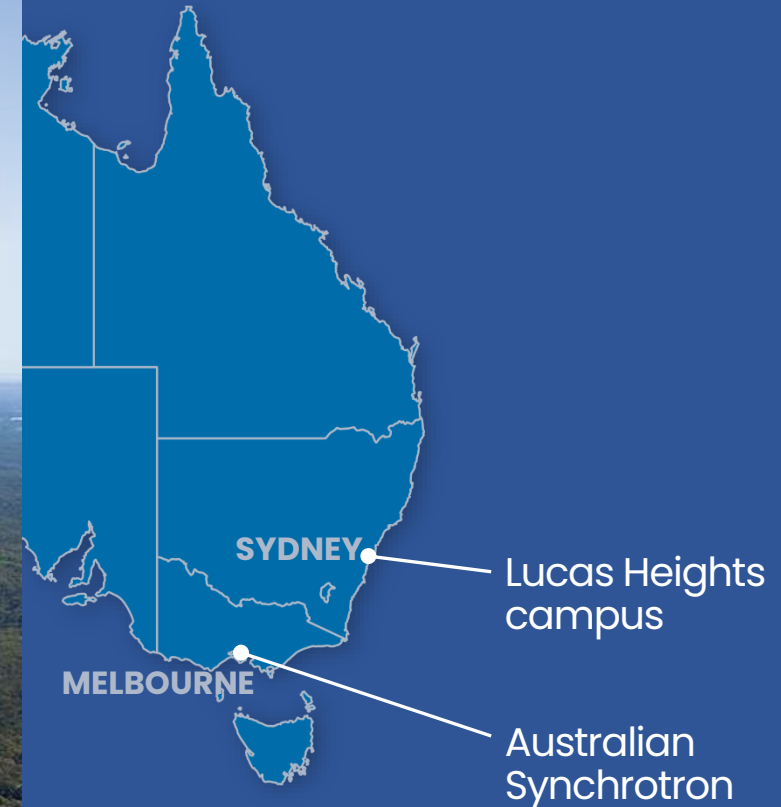 SYDNEY
Lucas Heights
campus
MELBOURNE
Australian
Synchrotron